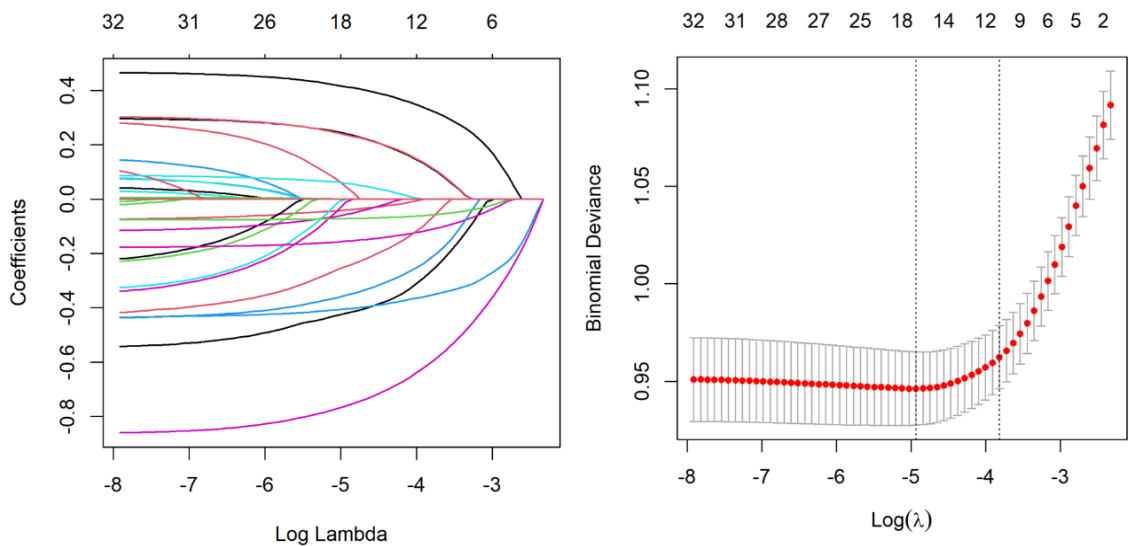 32 31 26 18 12 6
0.4
0.2
0.0
-0.2
-0.4
-0.6
-0.8
Coefficients
-8 -7 -6 -5 -4 -3
Log Lambda
32 31 28 27 25 18 14 12 9 6 5 2
1.10
1.05
1.00
0.95
Binomial Deviance
-8 -7 -6 -5 -4 -3
Log(λ)